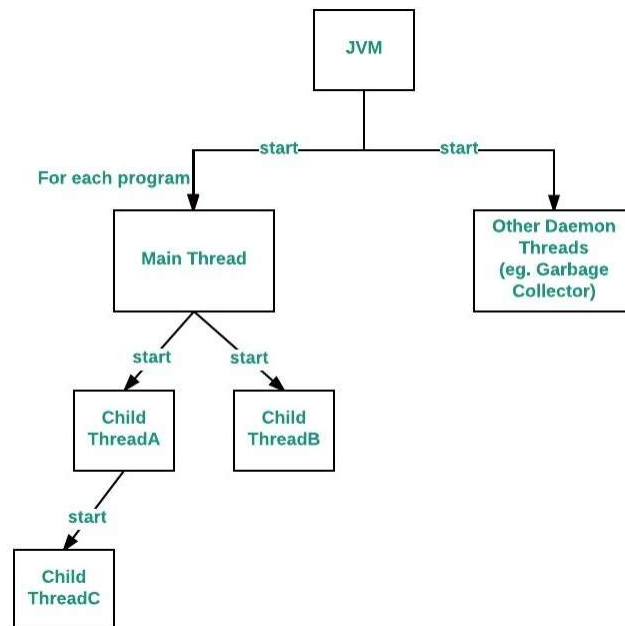 JVM
start
start
For each program
Main Thread
Other Daemon
Threads
(eg. Garbage
Collector)
start
start
Child
ThreadA
Child
ThreadB
start
Child
ThreadC